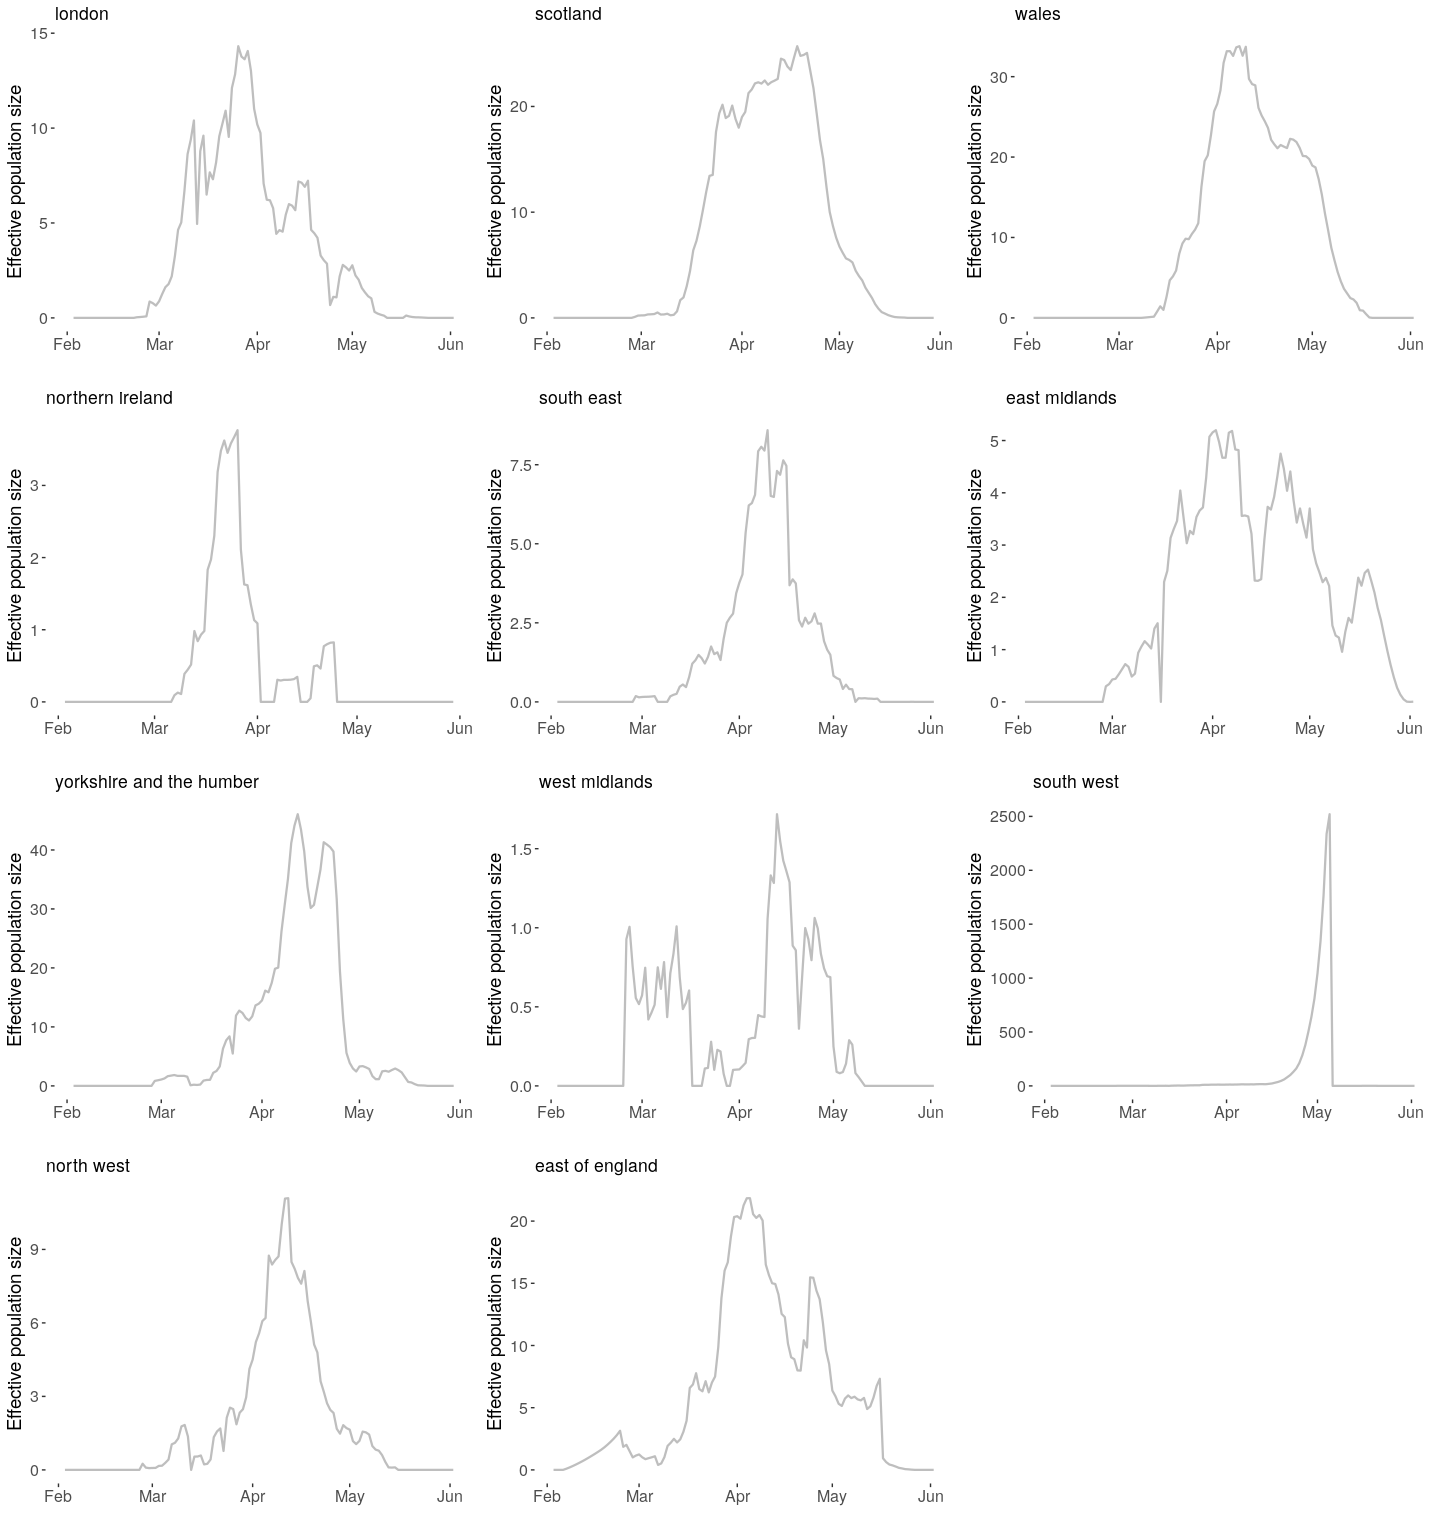 london
Effective population size
15
10
5
0
Feb Mar Apr May Jun
scotland
Effective population size
20
10
0
Feb Mar Apr May Jun
wales
Effective population size
30
20
10
0
Feb Mar Apr May Jun
northern ireland
Effective population size
3
2
1
0
Feb Mar Apr May Jun
south east
Effective population size
7.5
5.0
2.5
0.0
Feb Mar Apr May Jun
east midlands
Effective population size
5
4
3
2
1
0
Feb Mar Apr May Jun
yorkshire and the humber
Effective population size
40
30
20
10
0
Feb Mar Apr May Jun
west midlands
Effective population size
1.5
1.0
0.5
0.0
Feb Mar Apr May Jun
south west
Effective population size
2500
2000
1500
1000
500
0
Feb Mar Apr May Jun
north west
Effective population size
9
6
3
0
Feb Mar Apr May Jun
east of england
Effective population size
20
15
10
5
0
Feb Mar Apr May Jun